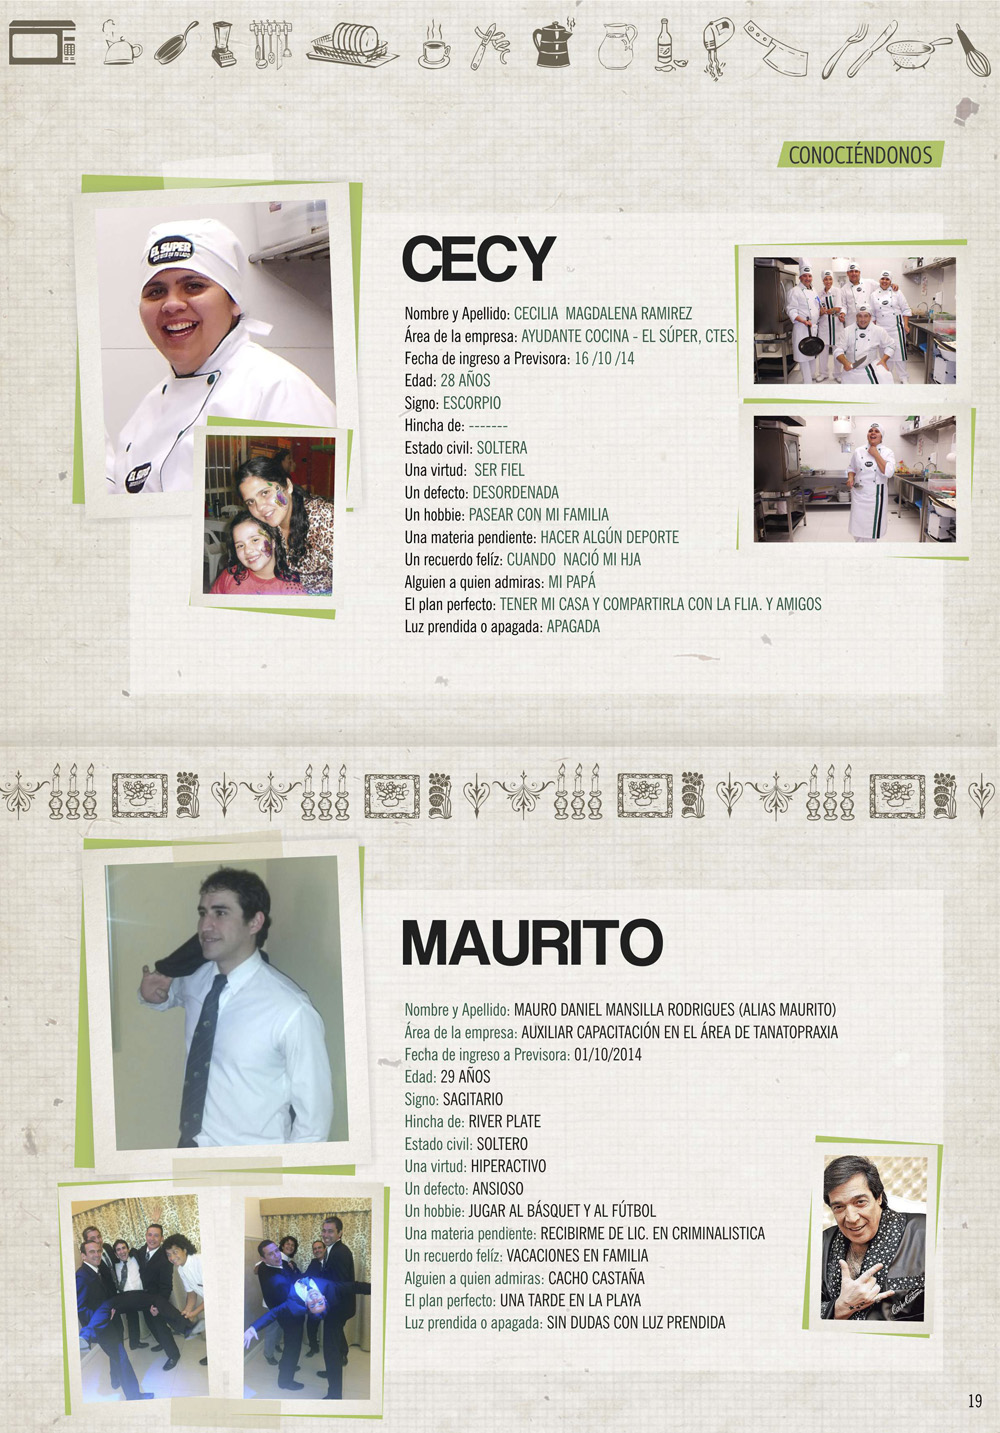 CONOCIÉNDONOS
EL SUPER
CECY
Nombre y Apellido: CECILIA MAGDALENA RAMIREZ
Área de la empresa: AYUDANTE COCINA - EL SÚPER, CTES.
Fecha de ingreso a Previsora: 16 /10 /14
Edad: 28 AÑOS
Signo: ESCORPIO
Hincha de: -------
Estado civil: SOLTERA
Una virtud: SER FIEL
Un defecto: DESORDENADA
Un hobbie: PASEAR CON MI FAMILIA
Una materia pendiente: HACER ALGÚN DEPORTE
Un recuerdo felíz: CUANDO NACIÓ MI HJA
Alguien a quien admiras: MI PAPÁ
El plan perfecto: TENER MI CASA Y COMPARTIRLA CON LA FLIA. Y AMIGOS
Luz prendida o apagada: APAGADA
MAURITO
Nombre y Apellido: MAURO DANIEL MANSILLA RODRIGUES (ALIAS MAURITO)
Área de la empresa: AUXILIAR CAPACITACIÓN EN EL ÁREA DE TANATOPRAXIA
Fecha de ingreso a Previsora: 01/10/2014
Edad: 29 AÑOS
Signo: SAGITARIO
Hincha de: RIVER PLATE
Estado civil: SOLTERO
Una virtud: HIPERACTIVO
Un defecto: ANSIOSO
Un hobbie: JUGAR AL BÁSQUET Y AL FÚTBOL
Una materia pendiente: RECIBIRME DE LIC. EN CRIMINALISTICA
Un recuerdo felíz: VACACIONES EN FAMILIA
Alguien a quien admiras: CACHO CASTAÑA
El plan perfecto: UNA TARDE EN LA PLAYA
Luz prendida o apagada: SIN DUDAS CON LUZ PRENDIDA
19